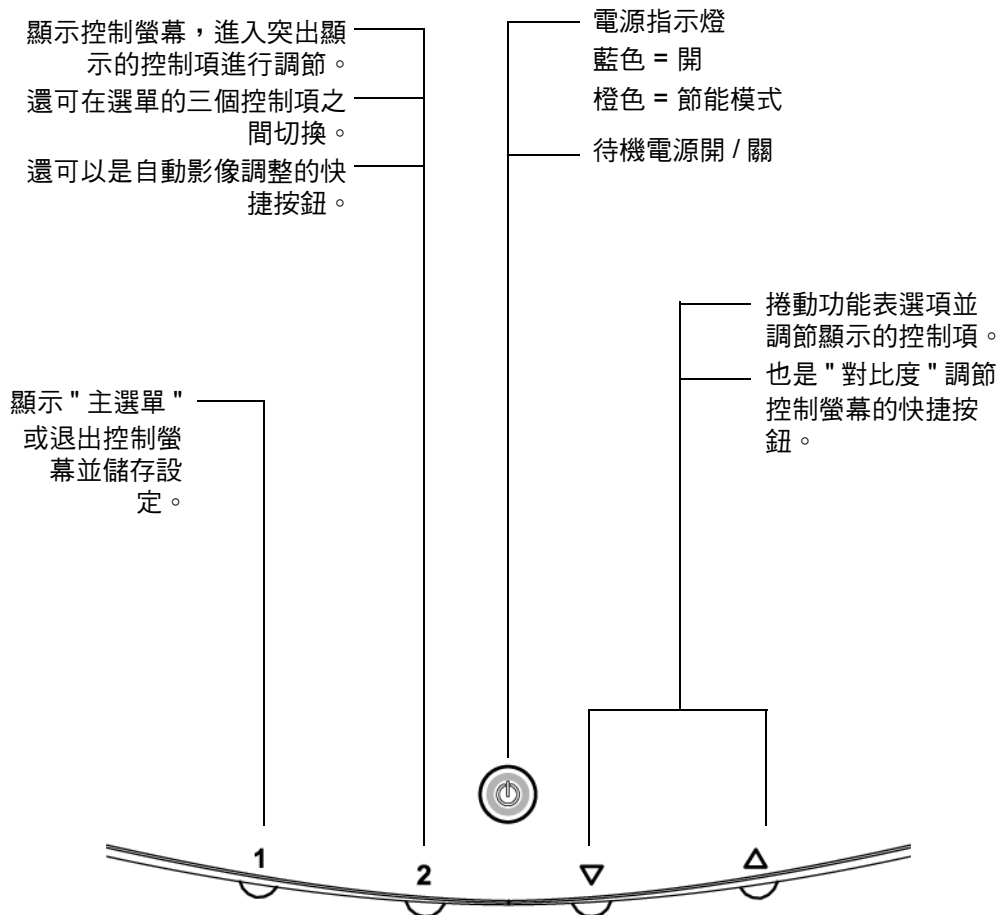 顯示控制螢幕，進入突出顯
示的控制項進行調節。
還可在選單的三個控制項之
間切換。
還可以是自動影像調整的快
捷按鈕。
電源指示燈
藍色 = 開
橙色 = 節能模式
待機電源開 / 關
捲動功能表選項並
調節顯示的控制項。
也是 " 對比度 " 調節
控制螢幕的快捷按
鈕。
顯示 " 主選單 "
或退出控制螢
幕並儲存設
定。
1
2